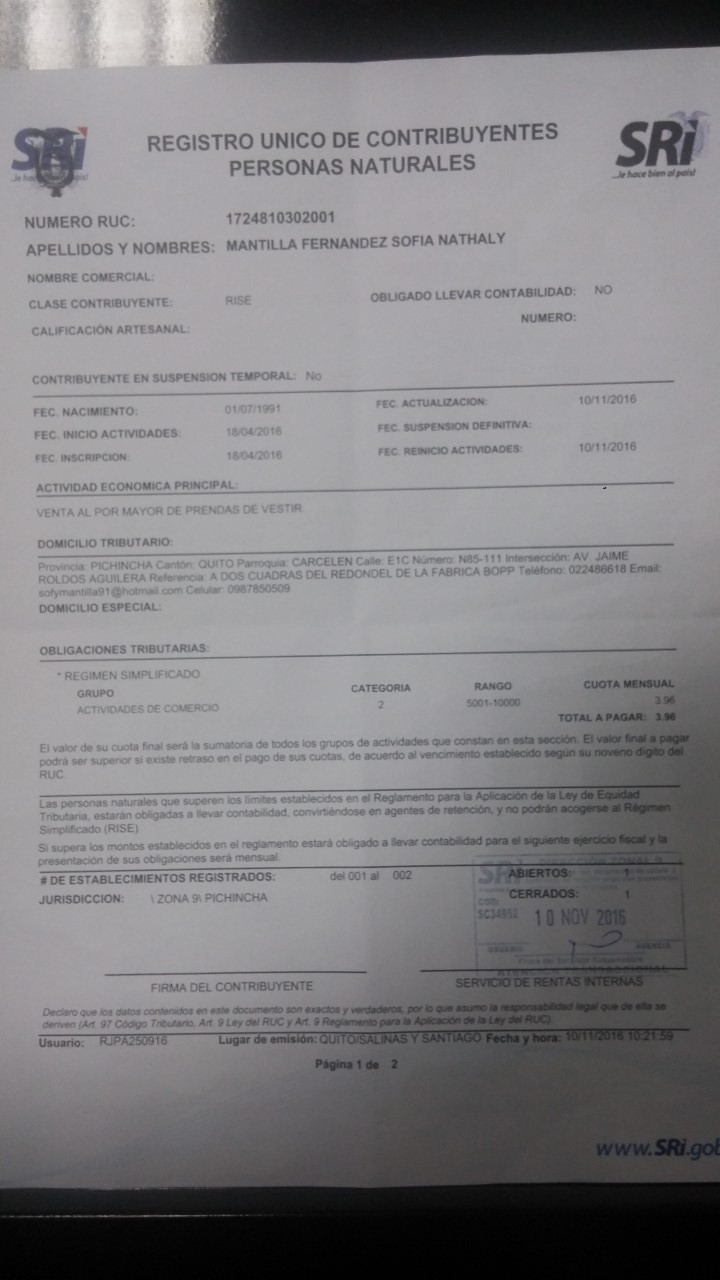 SRi
...le hace bien al país!
REGISTRO UNICO DE CONTRIBUYENTES
PERSONAS NATURALES
SRi
...le hace bien al país!
NUMERO RUC: 1724810302001
APELLIDOS Y NOMBRES: MANTILLA FERNANDEZ SOFIA NATHALY
NOMBRE COMERCIAL:
CLASE CONTRIBUYENTE: RISE OBLIGADO LLEVAR CONTABILIDAD: NO
CALIFICACIÓN ARTESANAL: NUMERO:
CONTRIBUYENTE EN SUSPENSION TEMPORAL: No
FEC. NACIMIENTO: 01/07/1991 FEC. ACTUALIZACION: 10/11/2016
FEC. INICIO ACTIVIDADES: 18/04/2016 FEC. SUSPENSION DEFINITIVA:
FEC. INSCRIPCION: 18/04/2016 FEC. REINICIO ACTIVIDADES: 10/11/2016
ACTIVIDAD ECONOMICA PRINCIPAL:
VENTA AL POR MAYOR DE PRENDAS DE VESTIR.
DOMICILIO TRIBUTARIO:
Provincia: PICHINCHA Cantón: QUITO Parroquia: CARCELEN Calle: E1C Número: N85-111 Intersección: AV. JAIME
ROLDOS AGUILERA Referencia: A DOS CUADRAS DEL REDONDEL DE LA FABRICA BOPP Teléfono: 022486618 Email:
sofymantilla91@hotmail.com Celular: 0987850509
DOMICILIO ESPECIAL:
OBLIGACIONES TRIBUTARIAS:
* REGIMEN SIMPLIFICADO
GRUPO CATEGORIA RANGO CUOTA MENSUAL
ACTIVIDADES DE COMERCIO 2 5001-10000 3.96
TOTAL A PAGAR: 3.96
El valor de su cuota final será la sumatoria de todos los grupos de actividades que constan en esta sección. El valor final a pagar
podrá ser superior si existe retraso en el pago de sus cuotas, de acuerdo al vencimiento establecido según su noveno dígito del
RUC.
Las personas naturales que superen los límites establecidos en el Reglamento para la Aplicación de la Ley de Equidad
Tributaria, estarán obligadas a llevar contabilidad, convirtiéndose en agentes de retención, y no podrán acogerse al Régimen
Simplificado (RISE)
Si supera los montos establecidos en el reglamento estará obligado a llevar contabilidad para el siguiente ejercicio fiscal y la
presentación de sus obligaciones será mensual.
# DE ESTABLECIMIENTOS REGISTRADOS: del 001 al 002 ABIERTOS: 1
JURISDICCION: \ ZONA 9\ PICHINCHA CERRADOS: 1
SRi DIRECCIÓN ZONAL 9
COD:
SC34952 10 NOV 2016
USUARIO AGENCIA
Firma del Servidor Responsable
ATENCIÓN TRANSACCIONAL
FIRMA DEL CONTRIBUYENTE SERVICIO DE RENTAS INTERNAS
Declaro que los datos contenidos en este documento son exactos y verdaderos, por lo que asumo la responsabilidad legal que de ella se
deriven (Art. 97 Código Tributario, Art. 9 Ley del RUC y Art. 9 Reglamento para la Aplicación de la Ley del RUC).
Usuario: RJPA250916 Lugar de emisión: QUITO/SALINAS Y SANTIAGO Fecha y hora: 10/11/2016 10:21:59
Página 1 de 2
www.SRi.gob